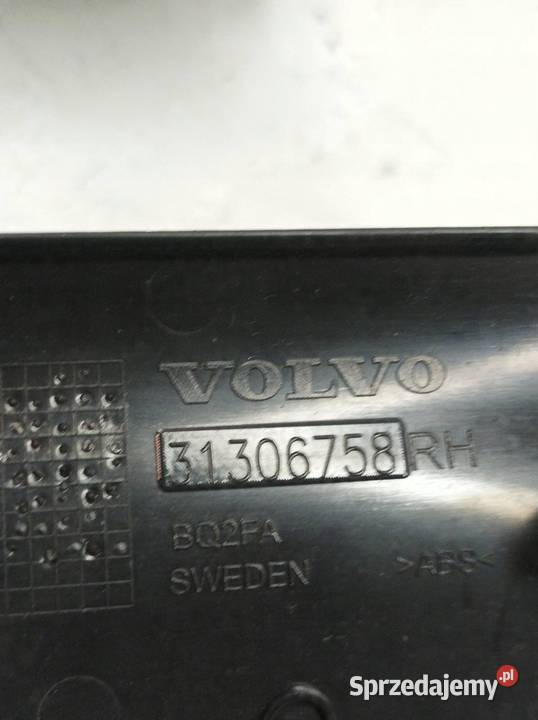 VOLVO
31306758 RH
BQ2FA
SWEDEN >ABS<
Sprzedajemy.pl